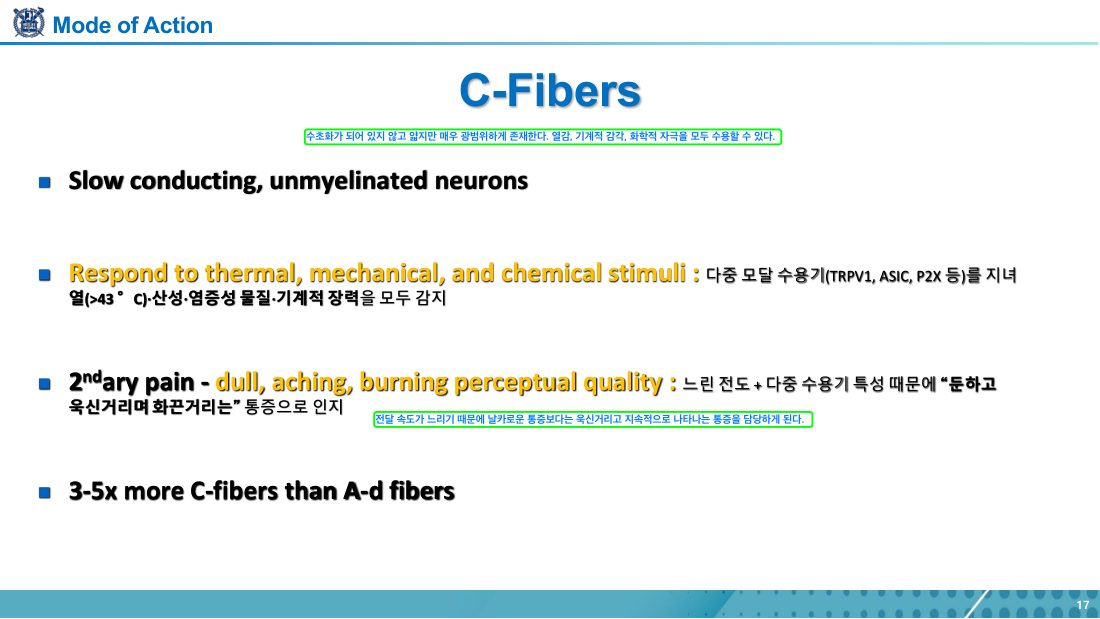 Mode of Action
C-Fibers
수초화가 되어 있지 않고 얇지만 매우 광범위하게 존재한다. 열감, 기계적 감각, 화학적 자극을 모두 수용할 수 있다.
Slow conducting, unmyelinated neurons
Respond to thermal, mechanical, and chemical stimuli : 다중 모달 수용기(TRPV1, ASIC, P2X 등)를 지녀
열(>43° C)·산성·염증성 물질·기계적 장력을 모두 감지
2ndary pain - dull, aching, burning perceptual quality : 느린 전도 + 다중 수용기 특성 때문에 “둔하고
욱신거리며 화끈거리는” 통증으로 인지
전달 속도가 느리기 때문에 날카로운 통증보다는 욱신거리고 지속적으로 나타나는 통증을 담당하게 된다.
3-5x more C-fibers than A-d fibers
17